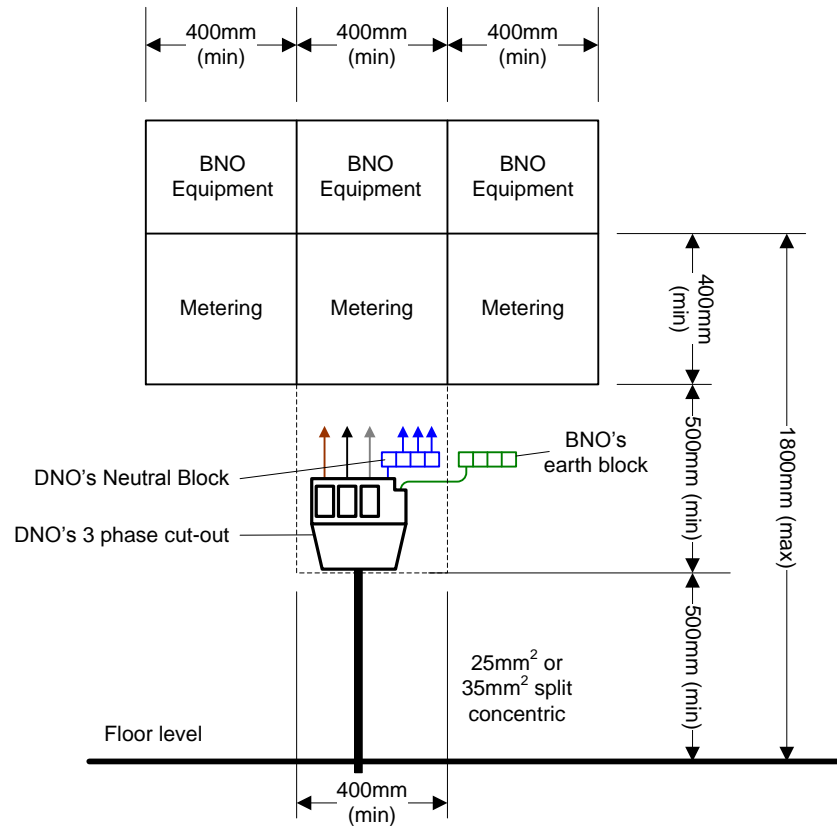 400mm
(min)
400mm
(min)
400mm
(min)
BNO
Equipment
BNO
Equipment
BNO
Equipment
Metering
Metering
Metering
400mm
(min)
500mm (min)
1800mm (max)
500mm (min)
DNO's Neutral Block
BNO's
earth block
DNO's 3 phase cut-out
25mm² or
35mm² split
concentric
Floor level
400mm
(min)